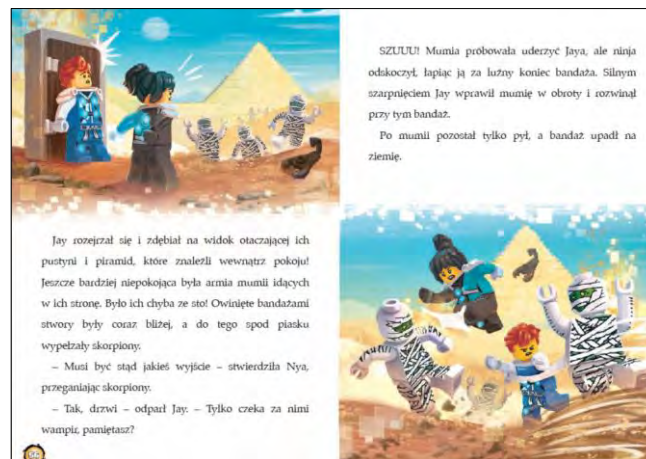 Jay rozejrzał się i zdębiał na widok otaczającej ich
pustyni i piramid, które znaleźli wewnątrz pokoju!
Jeszcze bardziej niepokojąca była armia mumii idących
w ich stronę. Było ich chyba ze sto! Owinięte bandażami
stwory były coraz bliżej, a do tego spod piasku
wypełzały skorpiony.
– Musi być stąd jakieś wyjście – stwierdziła Nya,
przeganiając skorpiony.
– Tak, drzwi – odparł Jay. – Tylko czeka za nimi
wampir, pamiętasz?
56
SZUUU! Mumia próbowała uderzyć Jaya, ale ninja
odskoczył, łapiąc ją za luźny koniec bandaża. Silnym
szarpnięciem Jay wprawił mumię w obroty i rozwinął
przy tym bandaż.
Po mumii pozostał tylko pył, a bandaż upadł na
ziemię.